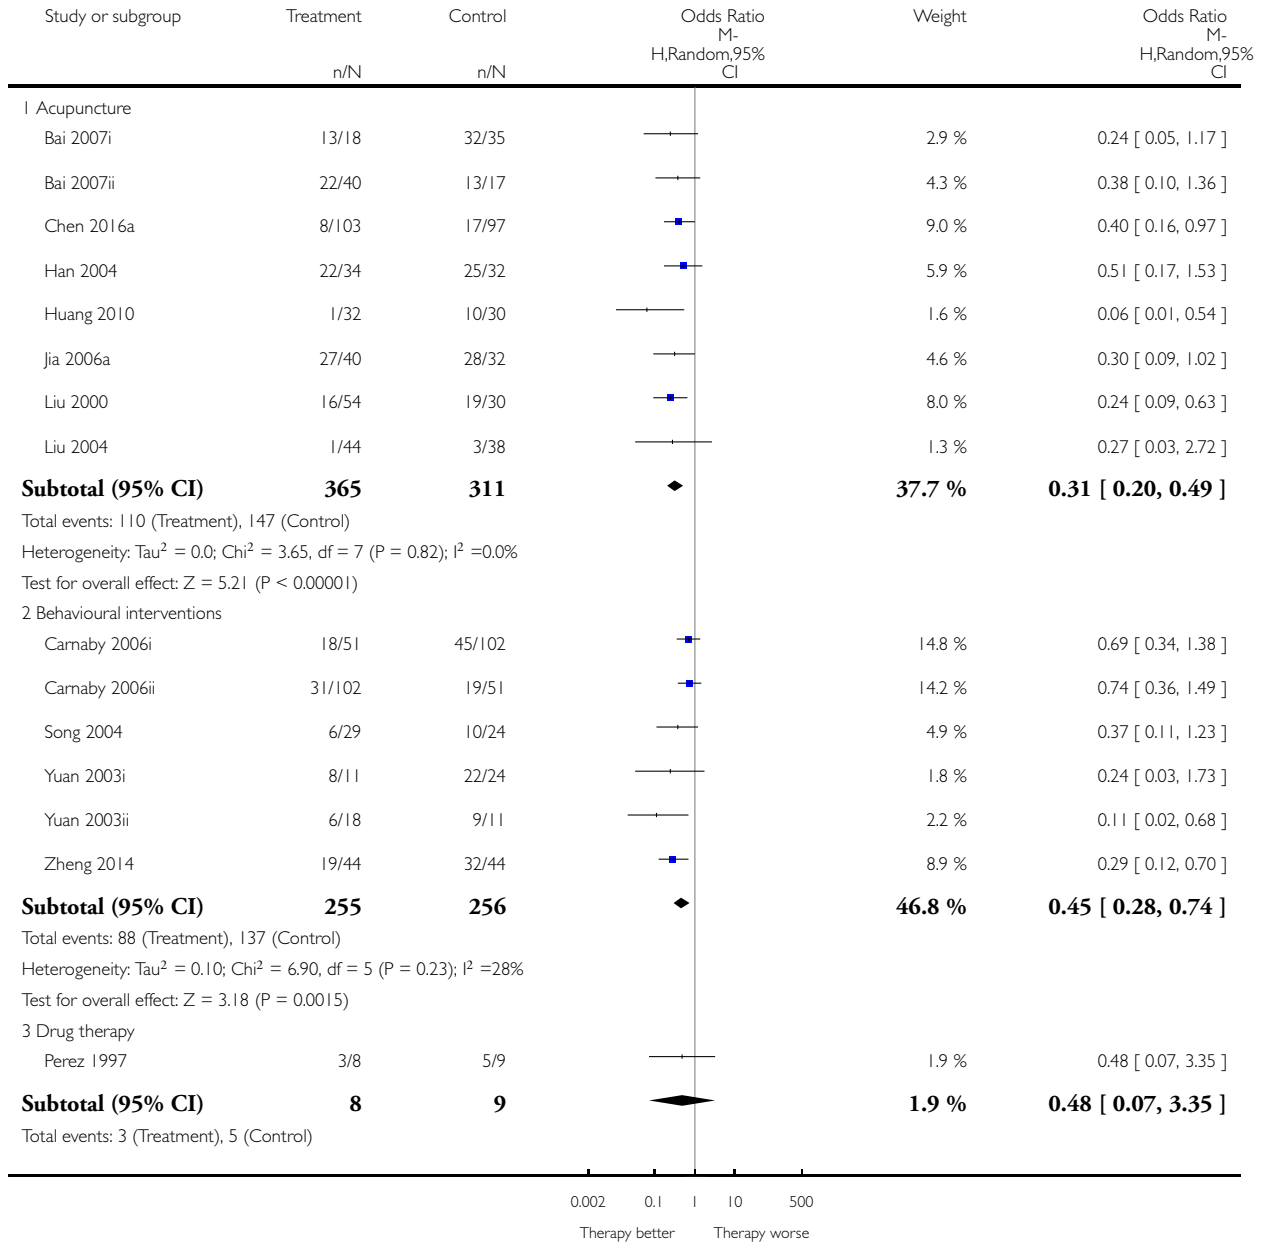 Study or subgroup Treatment Control Odds Ratio Weight Odds Ratio
M- M-
H,Random,95% H,Random,95%
n/N n/N CI CI
1 Acupuncture
Bai 2007i 13/18 32/35 2.9 % 0.24 [ 0.05, 1.17 ]
Bai 2007ii 22/40 13/17 4.3 % 0.38 [ 0.10, 1.36 ]
Chen 2016a 8/103 17/97 9.0 % 0.40 [ 0.16, 0.97 ]
Han 2004 22/34 25/32 5.9 % 0.51 [ 0.17, 1.53 ]
Huang 2010 1/32 10/30 1.6 % 0.06 [ 0.01, 0.54 ]
Jia 2006a 27/40 28/32 4.6 % 0.30 [ 0.09, 1.02 ]
Liu 2000 16/54 19/30 8.0 % 0.24 [ 0.09, 0.63 ]
Liu 2004 1/44 3/38 1.3 % 0.27 [ 0.03, 2.72 ]
Subtotal (95% CI) 365 311 37.7 % 0.31 [ 0.20, 0.49 ]
Total events: 110 (Treatment), 147 (Control)
Heterogeneity: Tau² = 0.0; Chi² = 3.65, df = 7 (P = 0.82); I² =0.0%
Test for overall effect: Z = 5.21 (P < 0.00001)
2 Behavioural interventions
Carnaby 2006i 18/51 45/102 14.8 % 0.69 [ 0.34, 1.38 ]
Carnaby 2006ii 31/102 19/51 14.2 % 0.74 [ 0.36, 1.49 ]
Song 2004 6/29 10/24 4.9 % 0.37 [ 0.11, 1.23 ]
Yuan 2003i 8/11 22/24 1.8 % 0.24 [ 0.03, 1.73 ]
Yuan 2003ii 6/18 9/11 2.2 % 0.11 [ 0.02, 0.68 ]
Zheng 2014 19/44 32/44 8.9 % 0.29 [ 0.12, 0.70 ]
Subtotal (95% CI) 255 256 46.8 % 0.45 [ 0.28, 0.74 ]
Total events: 88 (Treatment), 137 (Control)
Heterogeneity: Tau² = 0.10; Chi² = 6.90, df = 5 (P = 0.23); I² =28%
Test for overall effect: Z = 3.18 (P = 0.0015)
3 Drug therapy
Perez 1997 3/8 5/9 1.9 % 0.48 [ 0.07, 3.35 ]
Subtotal (95% CI) 8 9 1.9 % 0.48 [ 0.07, 3.35 ]
Total events: 3 (Treatment), 5 (Control)
0.002 0.1 1 10 500
Therapy better Therapy worse